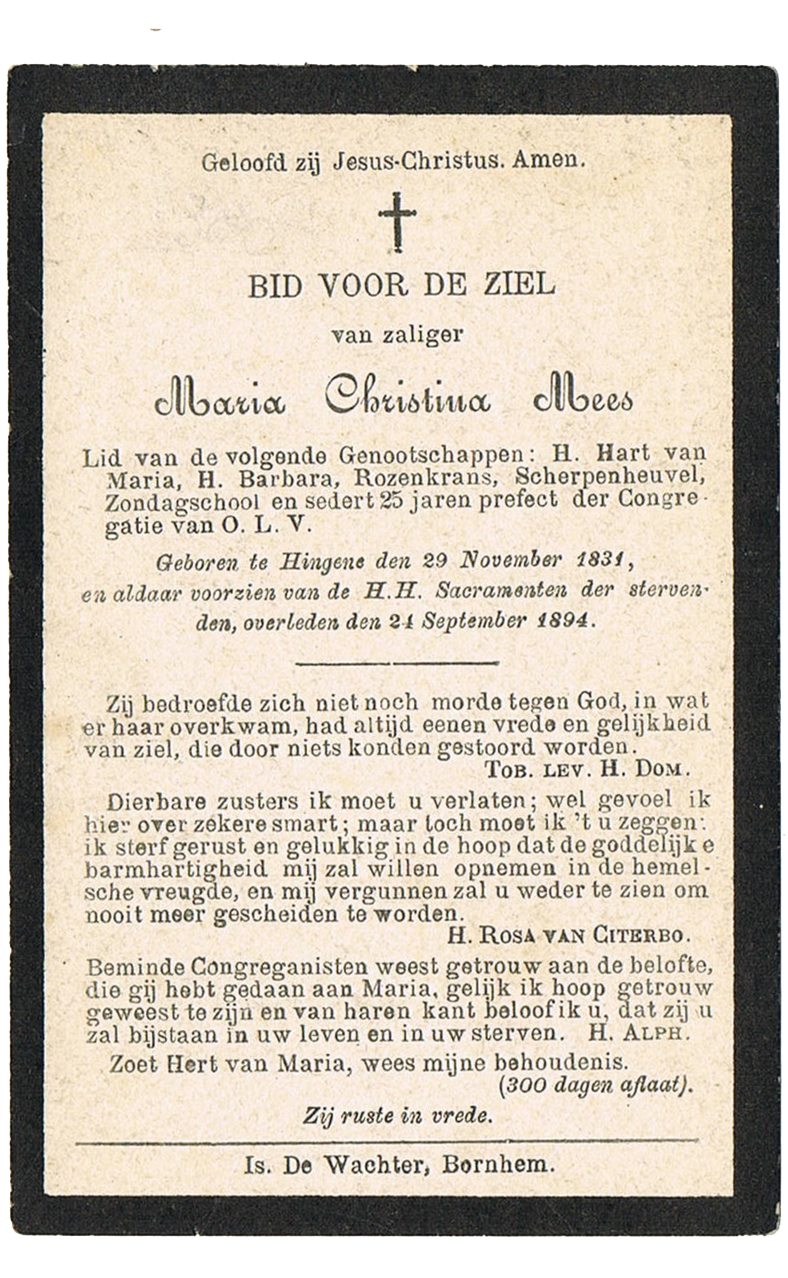 Geloofd zij Jesus-Christus. Amen.
BID VOOR DE ZIEL
van zaliger
Maria Christina Mees
Lid van de volgende Genootschappen: H. Hart van
Maria, H. Barbara, Rozenkrans, Scherpenheuvel,
Zondagschool en sedert 25 jaren prefect der Congre-
gatie van O. L. V.
Geboren te Hingene den 29 November 1831,
en aldaar voorzien van de H.H. Sacramenten der sterven-
den, overleden den 21 September 1894.
Zij bedroefde zich niet noch morde tegen God, in wat
er haar overkwam, had altijd eenen vrede en gelijkheid
van ziel, die door niets konden gestoord worden.
TOB. LEV. H. DOM.
Dierbare zusters ik moet u verlaten; wel gevoel ik
hier over zekere smart; maar toch moet ik 't u zeggen:
ik sterf gerust en gelukkig in de hoop dat de goddelijke
barmhartigheid mij zal willen opnemen in de hemel-
sche vreugde, en mij vergunnen zal u weder te zien om
nooit meer gescheiden te worden.
H. ROSA VAN CITERBO.
Beminde Congreganisten weest getrouw aan de belofte,
die gij hebt gedaan aan Maria, gelijk ik hoop getrouw
geweest te zijn en van haren kant beloof ik u, dat zij u
zal bijstaan in uw leven en in uw sterven. H. ALPH.
Zoet Hert van Maria, wees mijne behoudenis.
(300 dagen aflaat).
Zij ruste in vrede.
Is. De Wachter, Bornhem.